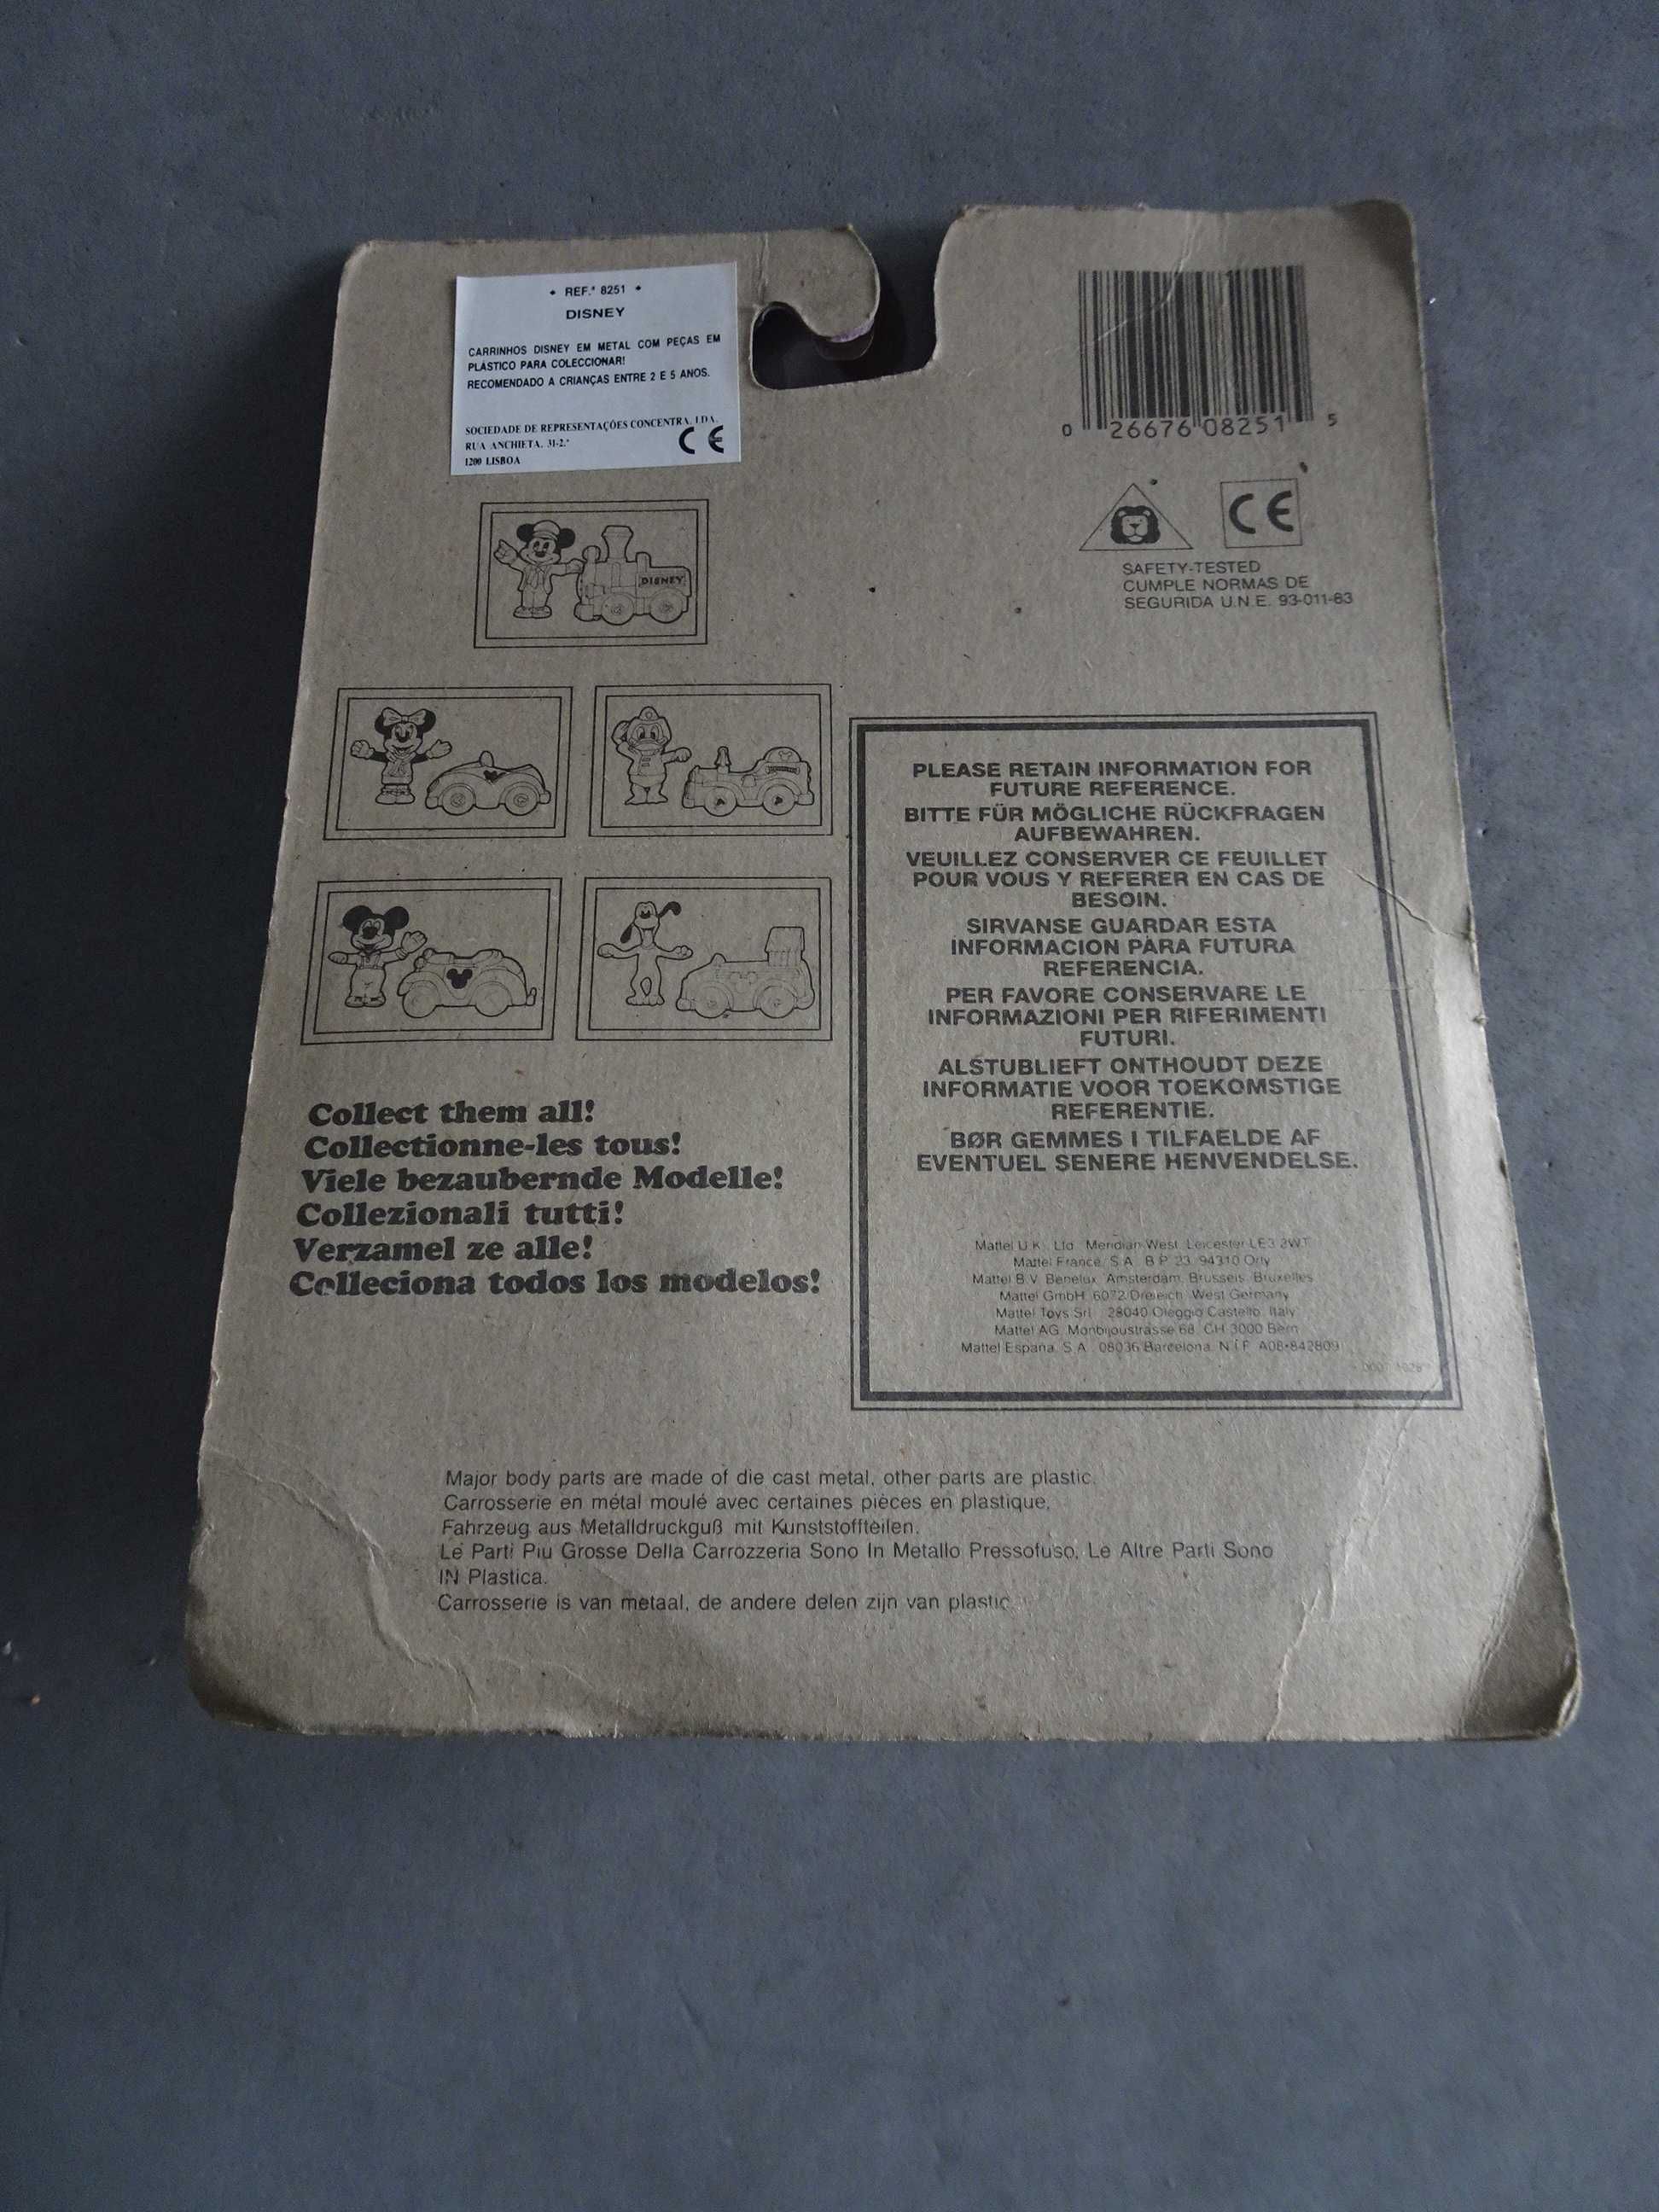 • REF.ª 8251 •
DISNEY
CARRINHOS DISNEY EM METAL COM PEÇAS EM
PLÁSTICO PARA COLECCIONAR!
RECOMENDADO A CRIANÇAS ENTRE 2 E 5 ANOS.
SOCIEDADE DE REPRESENTAÇÕES CONCENTRA, LDA.
RUA ANCHIETA, 31-2.º
1200 LISBOA
CE
0 26676 08251 5
CE
SAFETY-TESTED
CUMPLE NORMAS DE
SEGURIDA U.N.E. 93-011-83
DISNEY
PLEASE RETAIN INFORMATION FOR
FUTURE REFERENCE.
BITTE FÜR MÖGLICHE RÜCKFRAGEN
AUFBEWAHREN.
VEUILLEZ CONSERVER CE FEUILLET
POUR VOUS Y REFERER EN CAS DE
BESOIN.
SIRVANSE GUARDAR ESTA
INFORMACION PARA FUTURA
REFERENCIA.
PER FAVORE CONSERVARE LE
INFORMAZIONI PER RIFERIMENTI
FUTURI.
ALSTUBLIEFT ONTHOUDT DEZE
INFORMATIE VOOR TOEKOMSTIGE
REFERENTIE.
BØR GEMMES I TILFAELDE AF
EVENTUEL SENERE HENVENDELSE.
Mattel U.K. Ltd. Meridian West, Leicester LE3 2WT
Mattel France, S.A. B.P. 23, 94310 Orly
Mattel B.V. Benelux, Amsterdam, Brussels, Bruxelles
Mattel GmbH, 6072 Dreieich, West Germany
Mattel Toys Srl. 28040 Oleggio Castello, Italy
Mattel AG, Monbijoustrasse 68, CH 3000 Bern
Mattel Espana, S.A. 08036 Barcelona, N.I.F. A08-842809
Collect them all!
Collectionne-les tous!
Viele bezaubernde Modelle!
Collezionali tutti!
Verzamel ze alle!
Colleciona todos los modelos!
Major body parts are made of die cast metal, other parts are plastic.
Carrosserie en métal moulé avec certaines pièces en plastique,
Fahrzeug aus Metalldruckguß mit Kunststoffteilen.
Le Parti Piu Grosse Della Carrozzeria Sono In Metallo Pressofuso, Le Altre Parti Sono
IN Plastica.
Carrosserie is van metaal, de andere delen zijn van plastic.